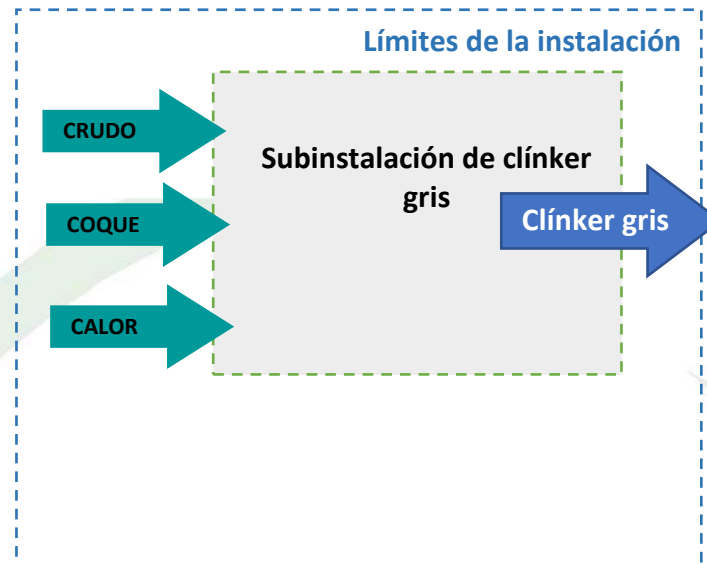 Límites de la instalación
CRUDO
Subinstalación de clínker
gris
COQUE
Clínker gris
CALOR